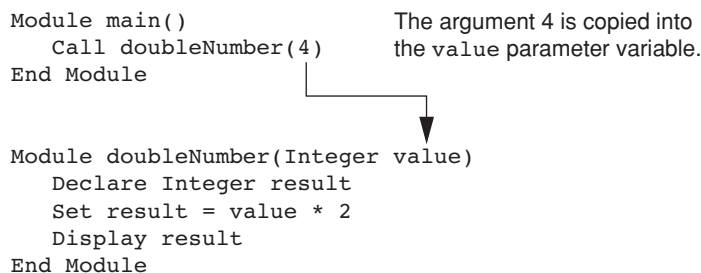 Module main()
Call doubleNumber(4)
End Module
The argument 4 is copied into
the value parameter variable.
Module doubleNumber(Integer value)
Declare Integer result
Set result = value * 2
Display result
End Module